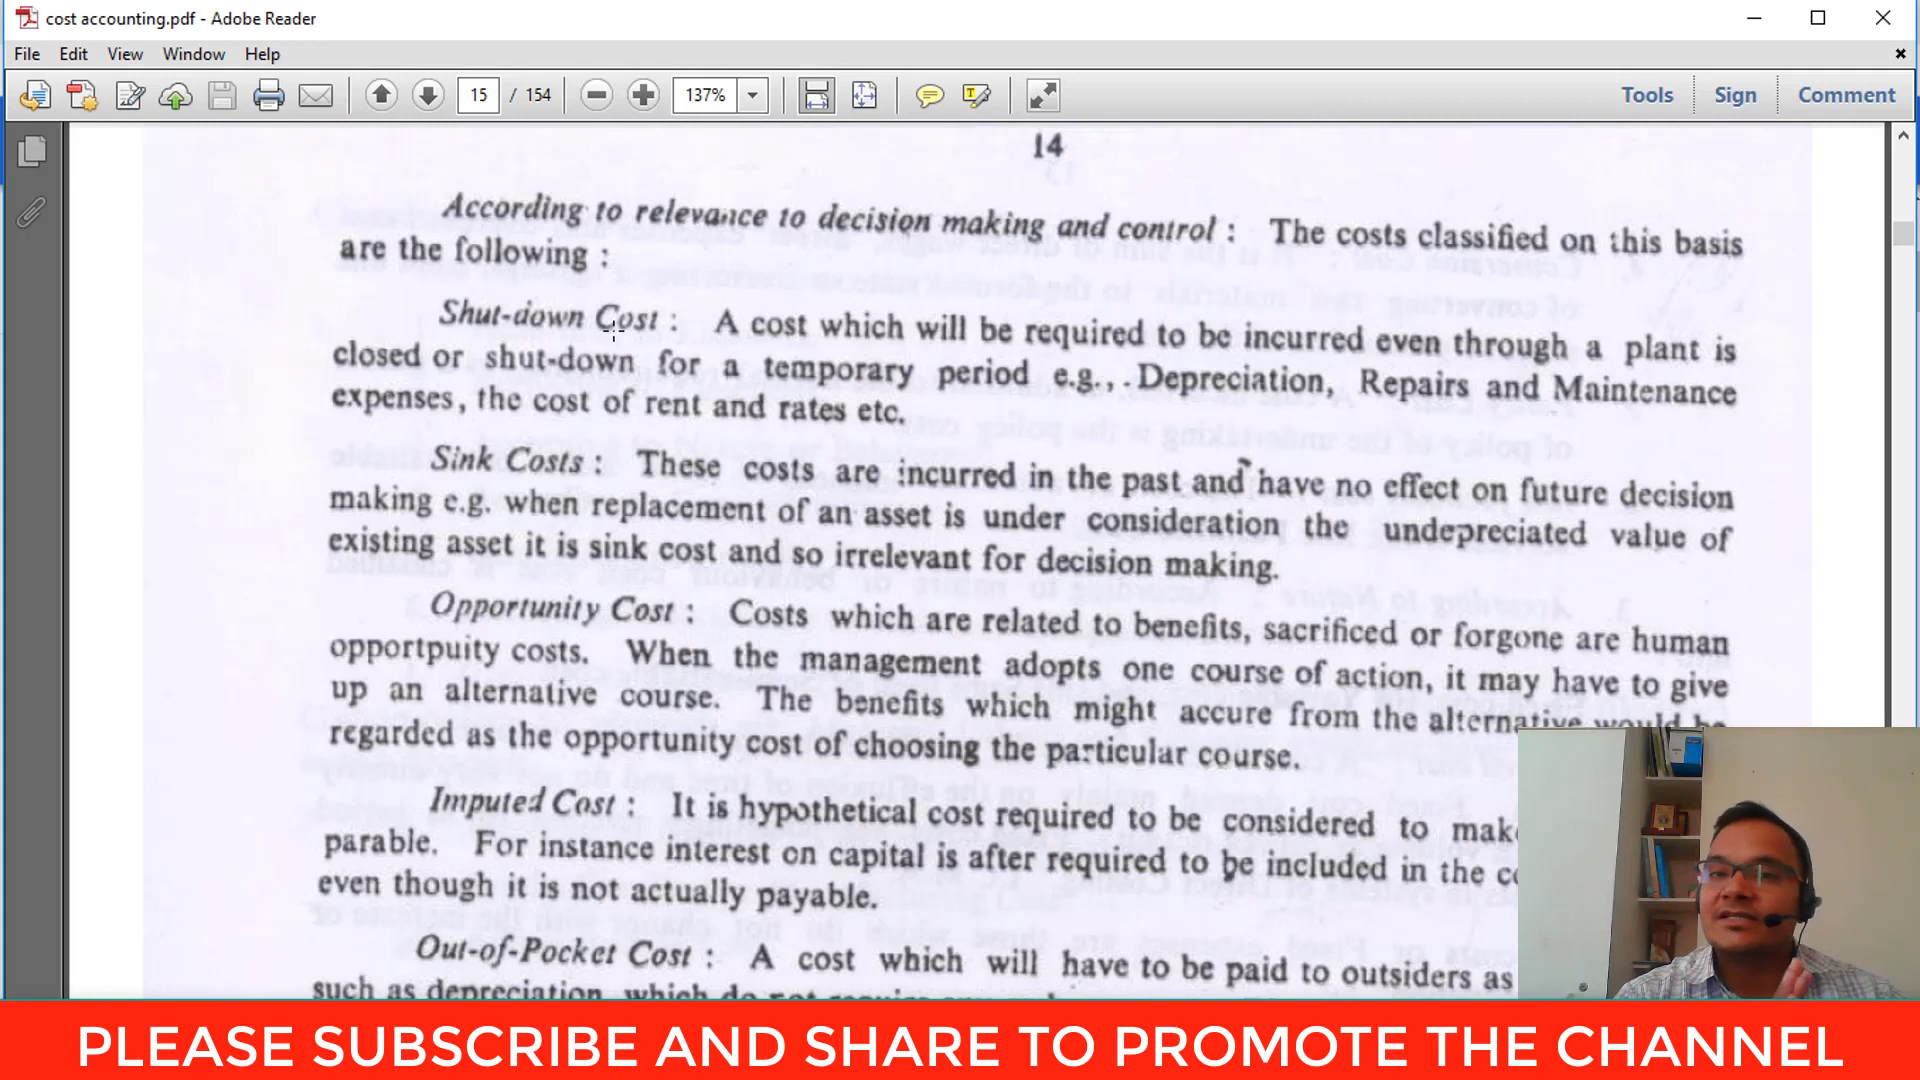 cost accounting.pdf - Adobe Reader
File Edit View Window Help
15 / 154 137% Tools Sign Comment
14
According to relevance to decision making and control : The costs classified on this basis
are the following :
Shut-down Cost : A cost which will be required to be incurred even through a plant is
closed or shut-down for a temporary period e.g., . Depreciation, Repairs and Maintenance
expenses, the cost of rent and rates etc.
Sink Costs : These costs are incurred in the past and have no effect on future decision
making e.g. when replacement of an asset is under consideration the undepreciated value of
existing asset it is sink cost and so irrelevant for decision making.
Opportunity Cost : Costs which are related to benefits, sacrificed or forgone are human
opportpuity costs. When the management adopts one course of action, it may have to give
up an alternative course. The benefits which might accure from the alternative would be
regarded as the opportunity cost of choosing the particular course.
Imputed Cost : It is hypothetical cost required to be considered to mak
parable. For instance interest on capital is after required to be included in the c
even though it is not actually payable.
Out-of-Pocket Cost : A cost which will have to be paid to outsiders as
such as depreciation, which do not require
PLEASE SUBSCRIBE AND SHARE TO PROMOTE THE CHANNEL